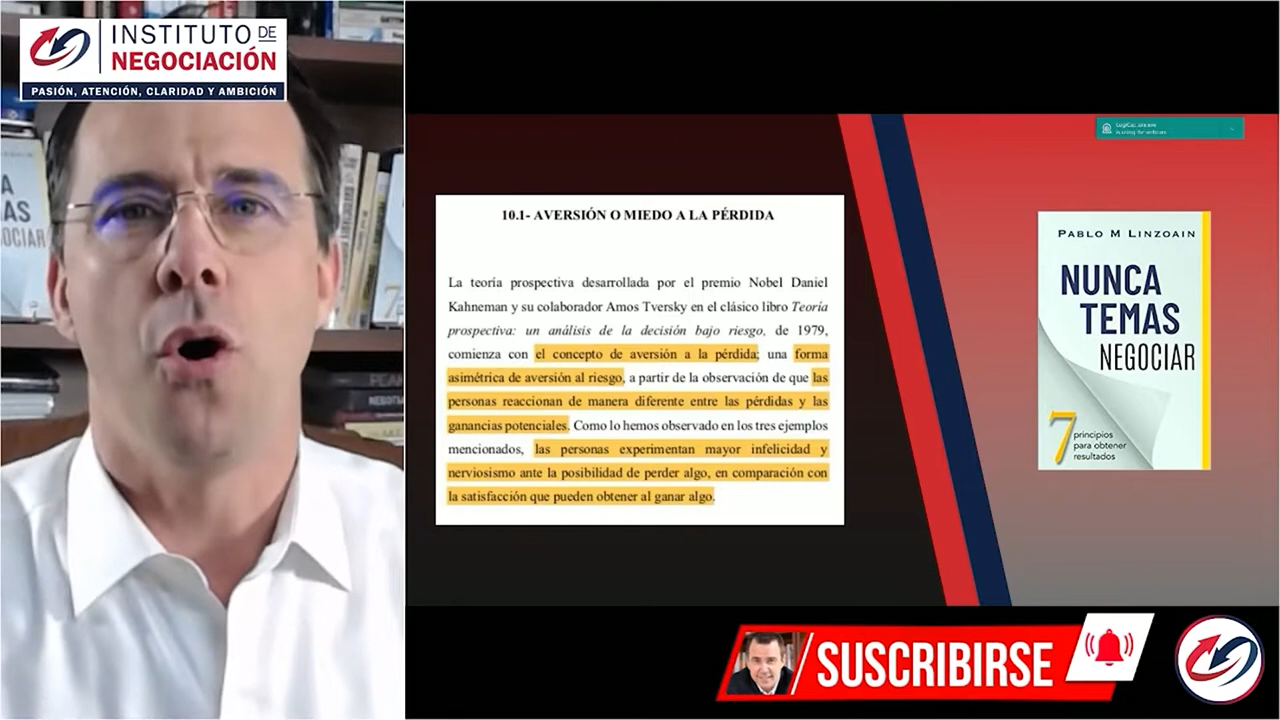 INSTITUTO DE
NEGOCIACIÓN
PASIÓN, ATENCIÓN, CLARIDAD Y AMBICIÓN
A
AS
GOCIAR
7
10.1- AVERSIÓN O MIEDO A LA PÉRDIDA
La teoría prospectiva desarrollada por el premio Nobel Daniel
Kahneman y su colaborador Amos Tversky en el clásico libro Teoría
prospectiva: un análisis de la decisión bajo riesgo, de 1979,
comienza con el concepto de aversión a la pérdida; una forma
asimétrica de aversión al riesgo, a partir de la observación de que las
personas reaccionan de manera diferente entre las pérdidas y las
ganancias potenciales. Como lo hemos observado en los tres ejemplos
mencionados, las personas experimentan mayor infelicidad y
nerviosismo ante la posibilidad de perder algo, en comparación con
la satisfacción que pueden obtener al ganar algo.
PABLO M LINZOAIN
NUNCA
TEMAS
NEGOCIAR
7 principios
para obtener
resultados
SUSCRIBIRSE